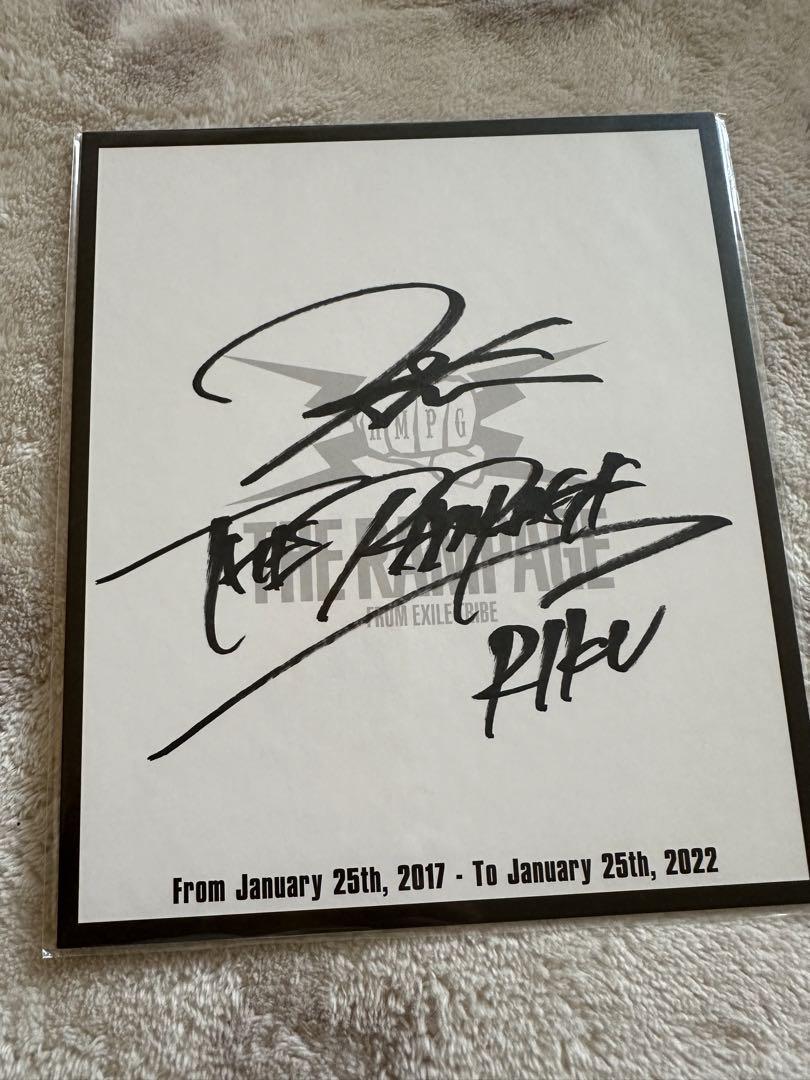 RMPG
THE RAMPAGE
THE RAMPAGE
FROM EXILE TRIBE
RIKU
From January 25th, 2017 - To January 25th, 2022